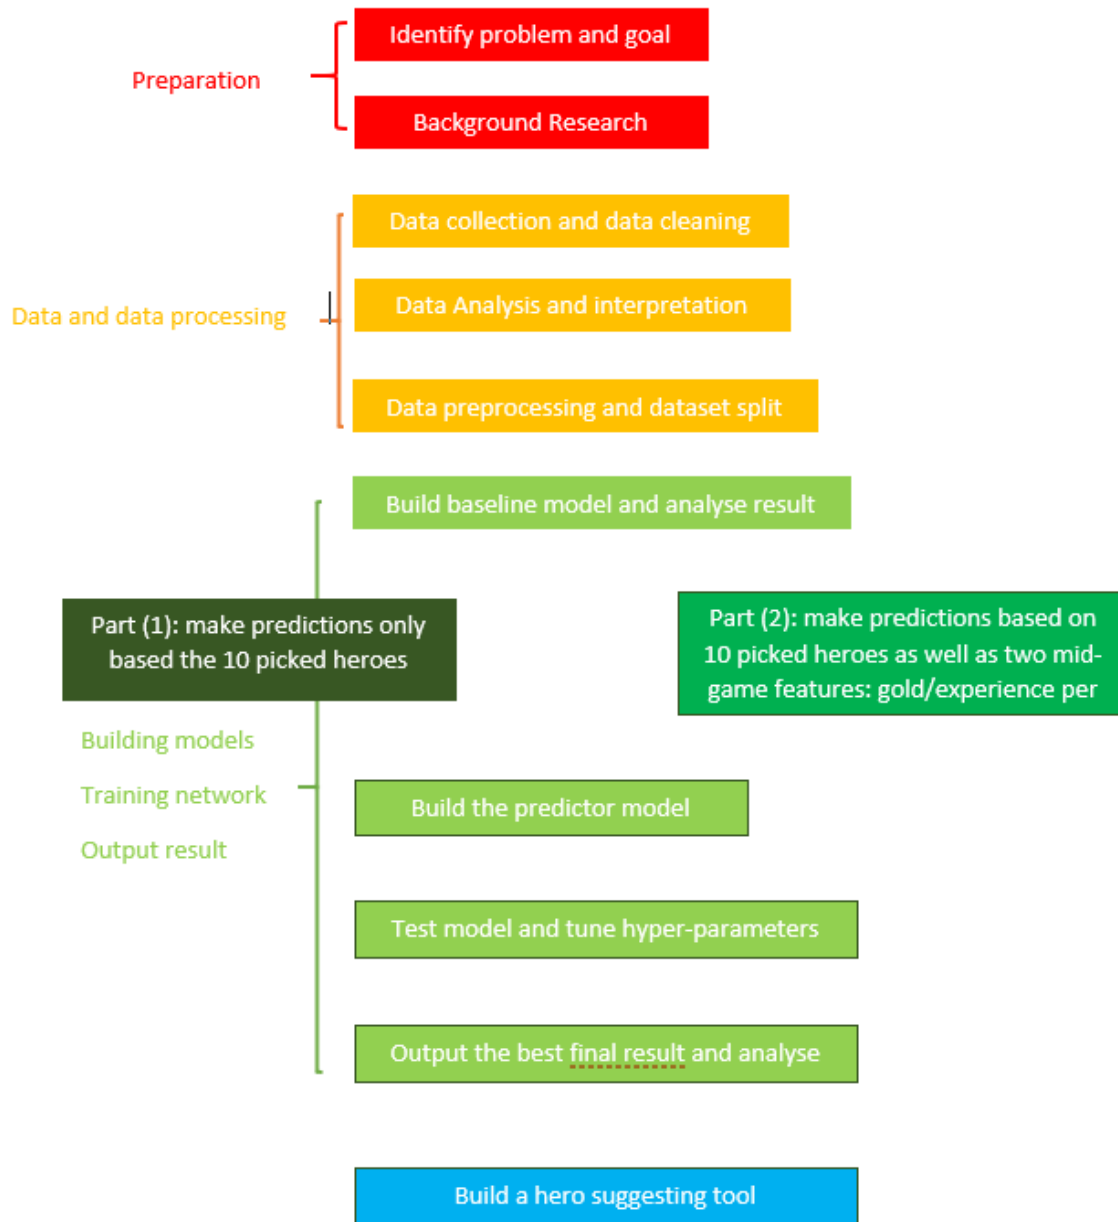 Identify problem and goal
Preparation
Background Research
Data collection and data cleaning
Data Analysis and interpretation
Data and data processing
Data preprocessing and dataset split
Build baseline model and analyse result
Part (1): make predictions only
based the 10 picked heroes
Part (2): make predictions based on
10 picked heroes as well as two mid-
game features: gold/experience per
Building models
Training network
Output result
Build the predictor model
Test model and tune hyper-parameters
Output the best final result and analyse
Build a hero suggesting tool